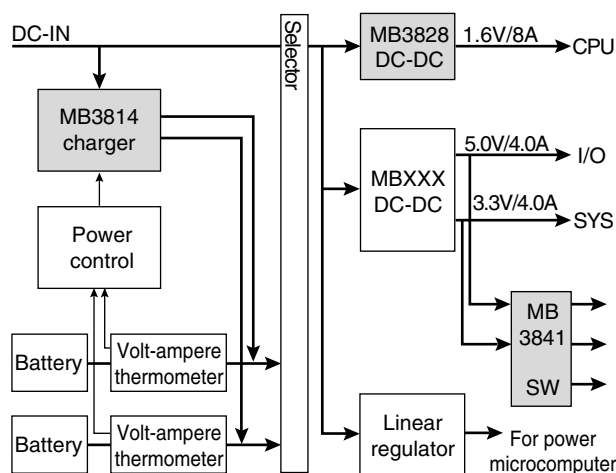 DC-IN
Selector
MB3828
DC-DC
1.6V/8A
CPU
MB3814
charger
MBXXX
DC-DC
5.0V/4.0A
I/O
3.3V/4.0A
SYS
Power
control
MB
3841
SW
Battery
Volt-ampere
thermometer
Battery
Volt-ampere
thermometer
Linear
regulator
For power
microcomputer